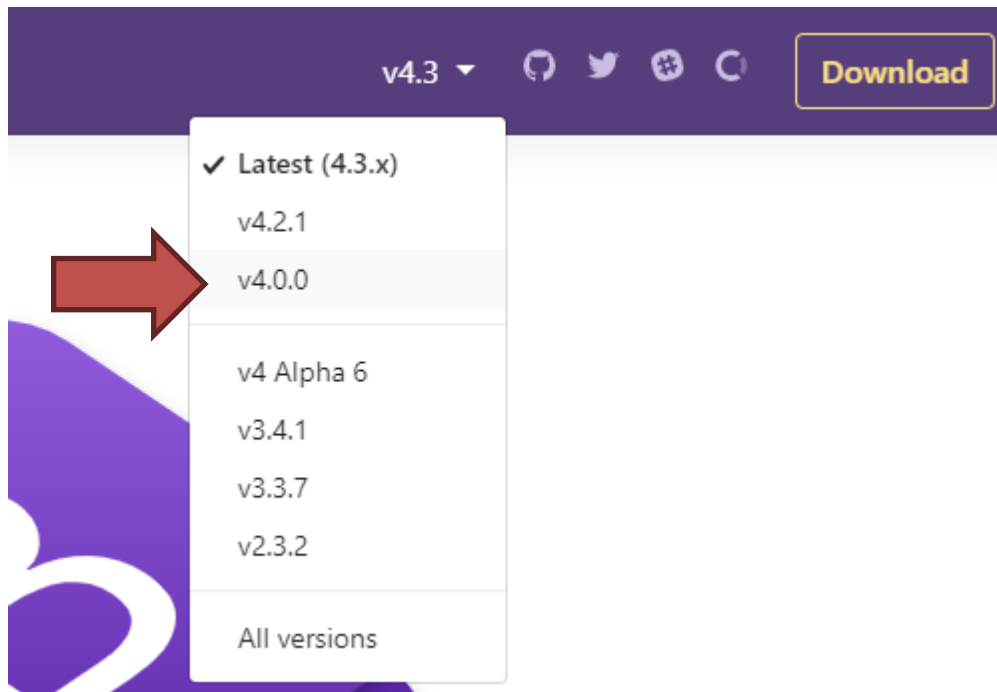 v4.3
Download
Latest (4.3.x)
v4.2.1
v4.0.0
v4 Alpha 6
v3.4.1
v3.3.7
v2.3.2
All versions